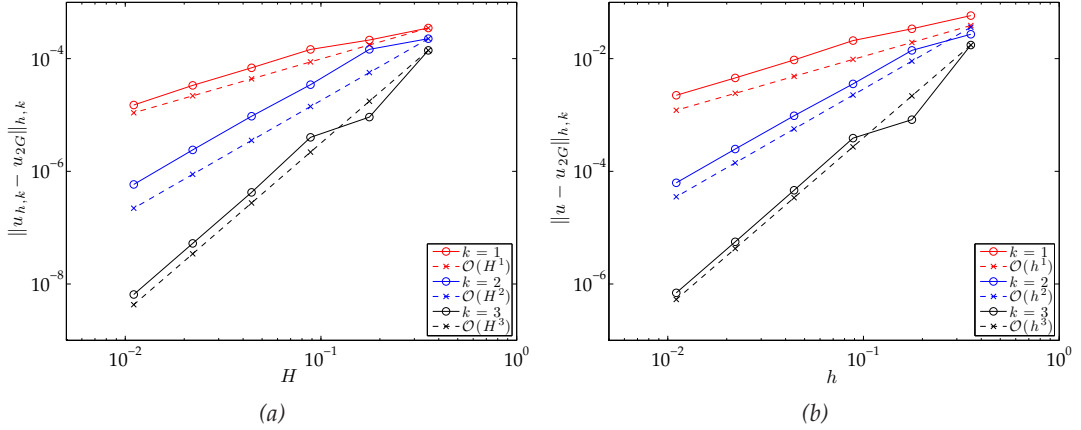 10^{-4}
10^{-6}
10^{-8}
‖u_{h,k} − u_{2G}‖_{h,k}
k = 1
O(H^1)
k = 2
O(H^2)
k = 3
O(H^3)
10^{-2}
10^{-1}
10^0
H
(a)
10^{-2}
10^{-4}
10^{-6}
‖u − u_{2G}‖_{h,k}
k = 1
O(h^1)
k = 2
O(h^2)
k = 3
O(h^3)
10^{-2}
10^{-1}
10^0
h
(b)